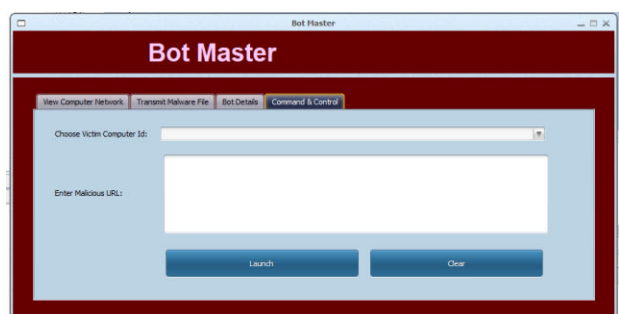 Bot Master
Bot Master
View Computer Network Transmit Malware File Bot Details Command & Control
Choose Victim Computer Id:
Enter Malicious URL:
Launch Clear